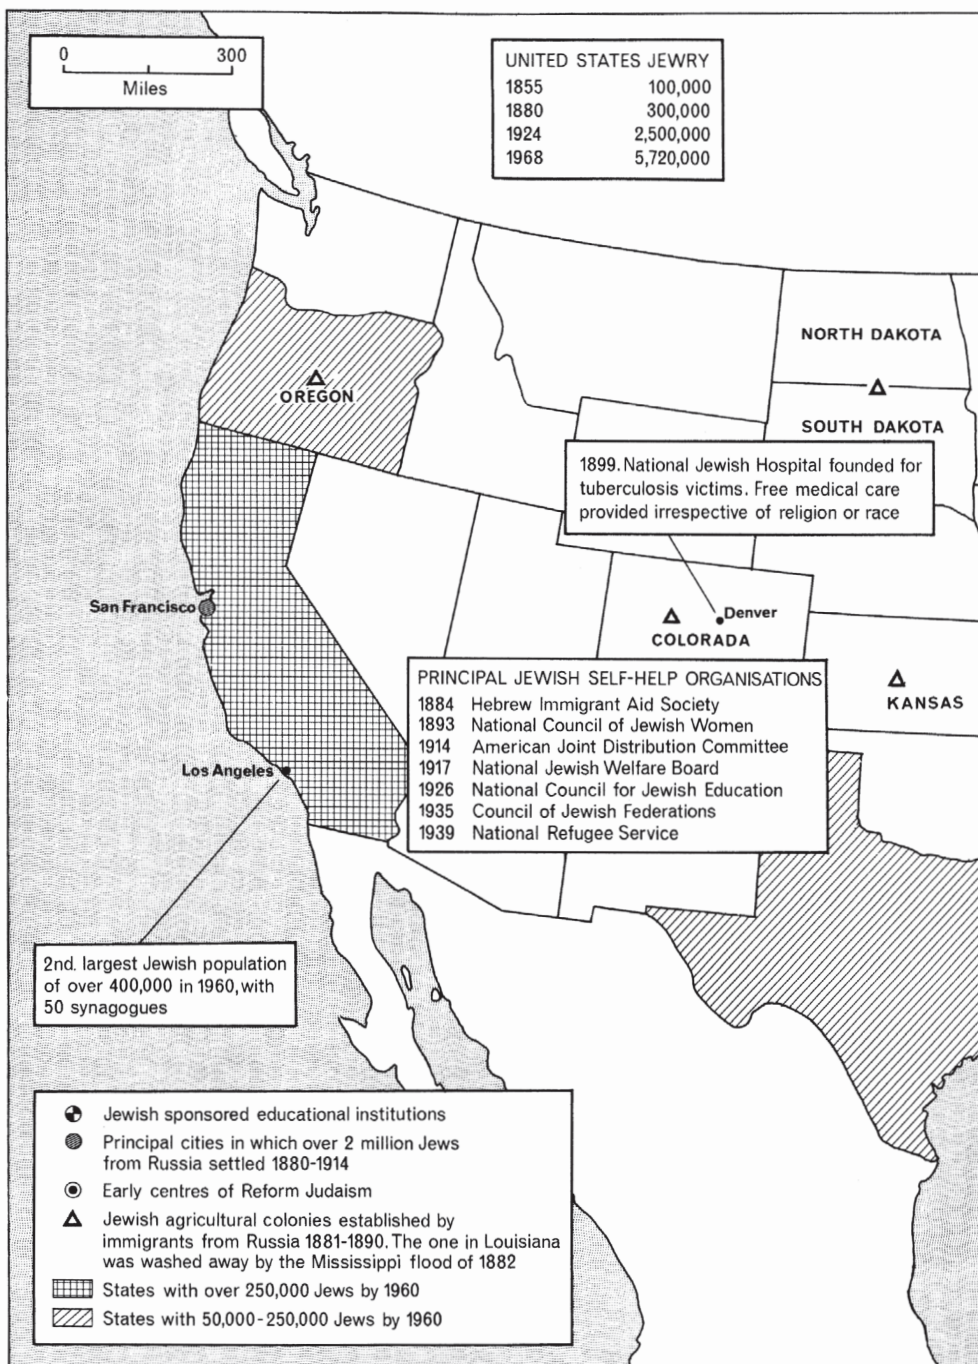 0 300
Miles
UNITED STATES JEWRY
1855 100,000
1880 300,000
1924 2,500,000
1968 5,720,000
NORTH DAKOTA
OREGON
SOUTH DAKOTA
1899. National Jewish Hospital founded for
tuberculosis victims. Free medical care
provided irrespective of religion or race
San Francisco
Denver
COLORADA
KANSAS
PRINCIPAL JEWISH SELF-HELP ORGANISATIONS
1884 Hebrew Immigrant Aid Society
1893 National Council of Jewish Women
1914 American Joint Distribution Committee
1917 National Jewish Welfare Board
1926 National Council for Jewish Education
1935 Council of Jewish Federations
1939 National Refugee Service
Los Angeles
2nd. largest Jewish population
of over 400,000 in 1960, with
50 synagogues
Jewish sponsored educational institutions
Principal cities in which over 2 million Jews
from Russia settled 1880-1914
Early centres of Reform Judaism
Jewish agricultural colonies established by
immigrants from Russia 1881-1890. The one in Louisiana
was washed away by the Mississippi flood of 1882
States with over 250,000 Jews by 1960
States with 50,000-250,000 Jews by 1960